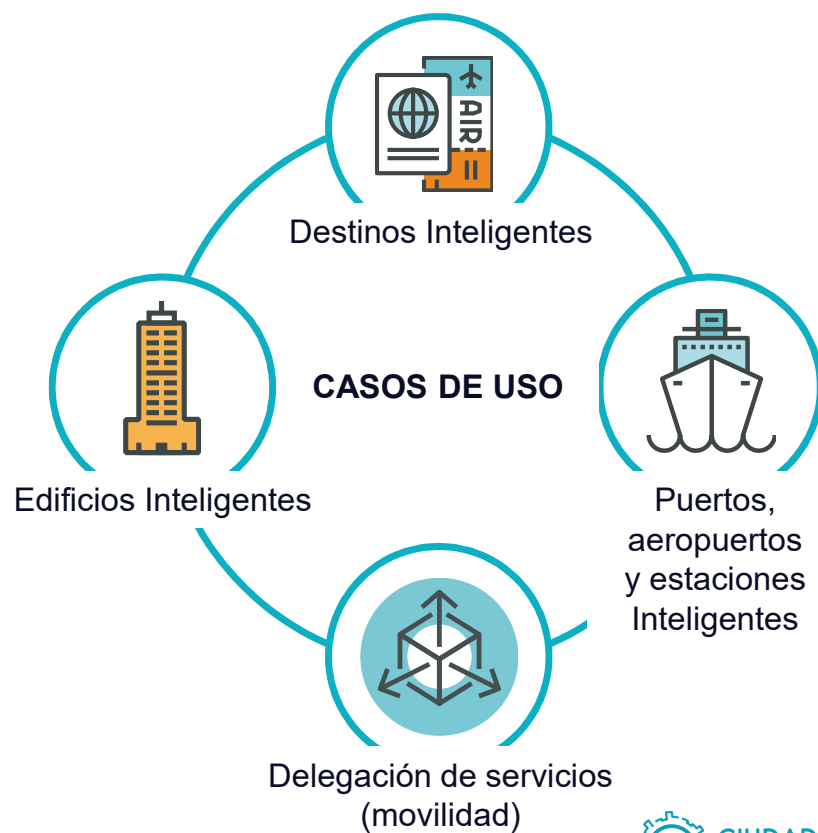 AIR
Destinos Inteligentes
CASOS DE USO
Edificios Inteligentes
Puertos,
aeropuertos
y estaciones
Inteligentes
Delegación de servicios
(movilidad)